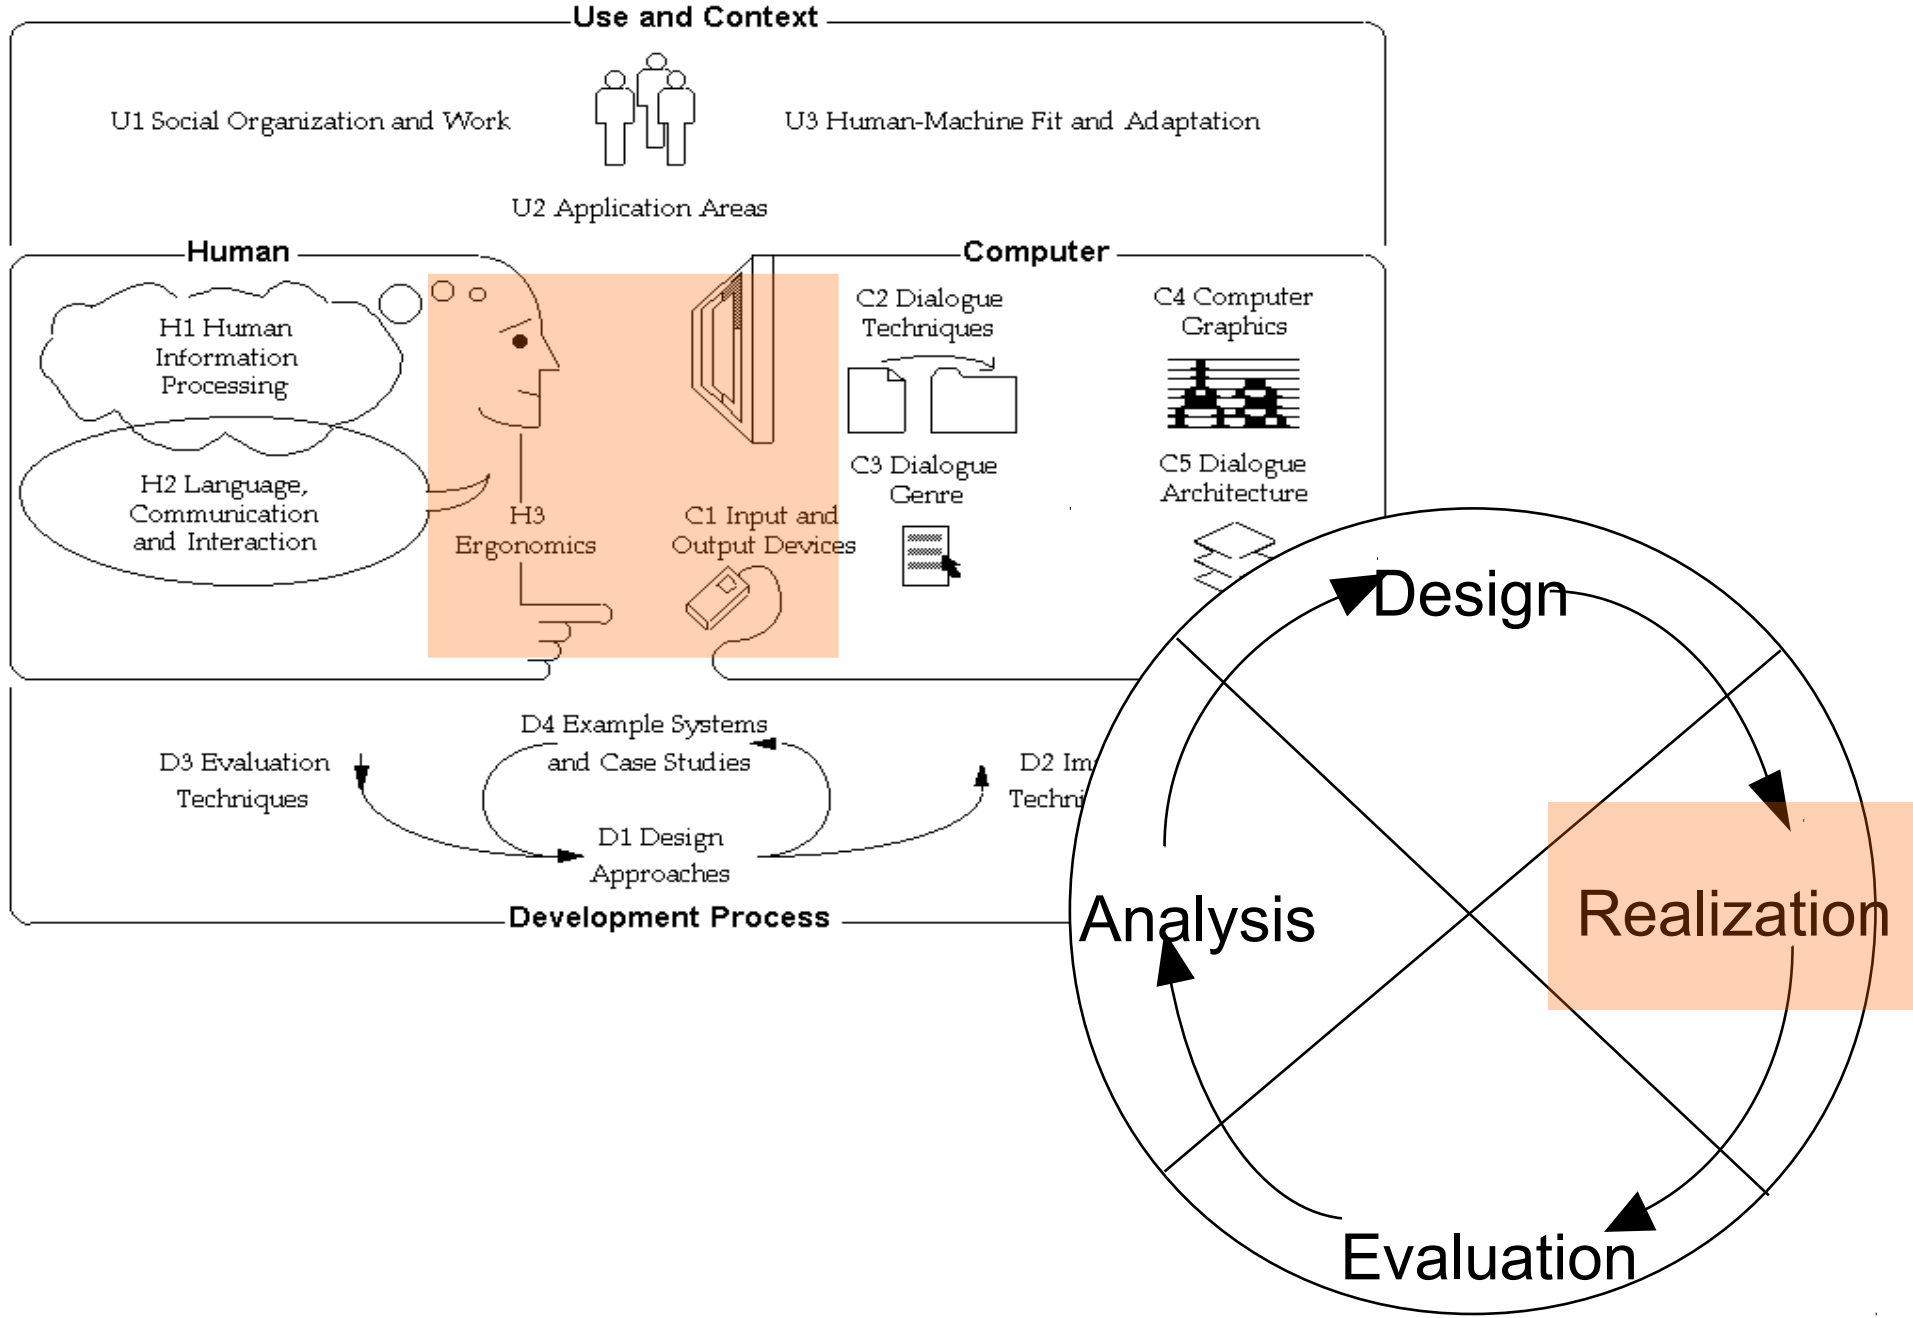 Use and Context
U1 Social Organization and Work
U3 Human-Machine Fit and Adaptation
U2 Application Areas
Human
H1 Human
Information
Processing
H2 Language,
Communication
and Interaction
H3
Ergonomics
Computer
C1 Input and
Output Devices
C2 Dialogue
Techniques
C3 Dialogue
Genre
C4 Computer
Graphics
C5 Dialogue
Architecture
D3 Evaluation
Techniques
D4 Example Systems
and Case Studies
D1 Design
Approaches
D2
Development Process
Design
Analysis
Realization
Evaluation